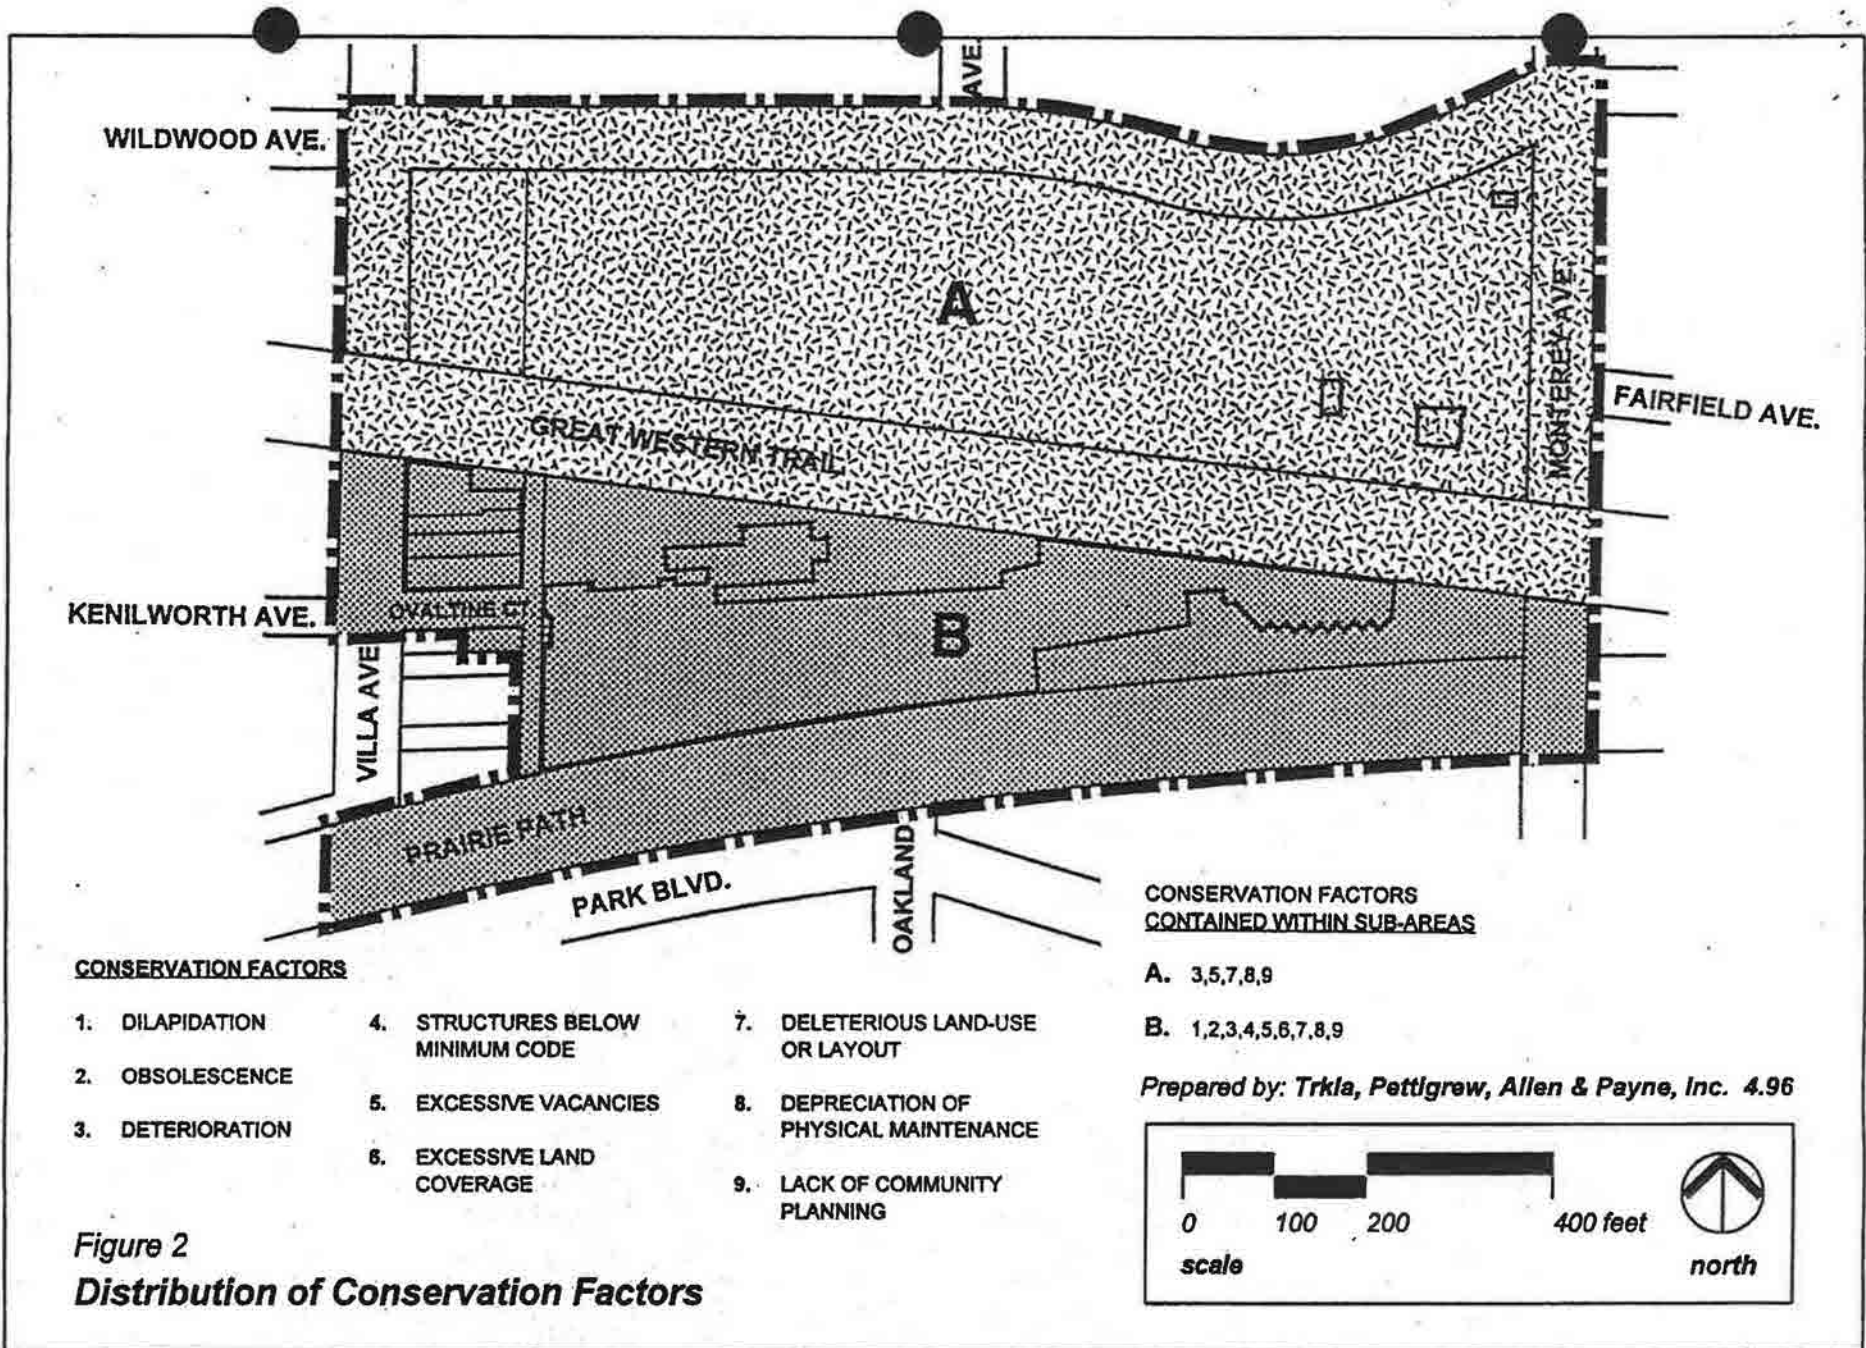 AVE.
WILDWOOD AVE.
A
MONTEREY AVE.
FAIRFIELD AVE.
GREAT WESTERN TRAIL
KENILWORTH AVE.
OVALTINE CT.
B
VILLA AVE
PRAIRIE PATH
PARK BLVD.
OAKLAND
CONSERVATION FACTORS
CONTAINED WITHIN SUB-AREAS
A. 3,5,7,8,9
B. 1,2,3,4,5,6,7,8,9
CONSERVATION FACTORS
1. DILAPIDATION
2. OBSOLESCENCE
3. DETERIORATION
4. STRUCTURES BELOW
MINIMUM CODE
5. EXCESSIVE VACANCIES
6. EXCESSIVE LAND
COVERAGE
7. DELETERIOUS LAND-USE
OR LAYOUT
8. DEPRECIATION OF
PHYSICAL MAINTENANCE
9. LACK OF COMMUNITY
PLANNING
Prepared by: Trkla, Pettigrew, Allen & Payne, Inc. 4.96
0 100 200 400 feet
scale
north
Figure 2
Distribution of Conservation Factors